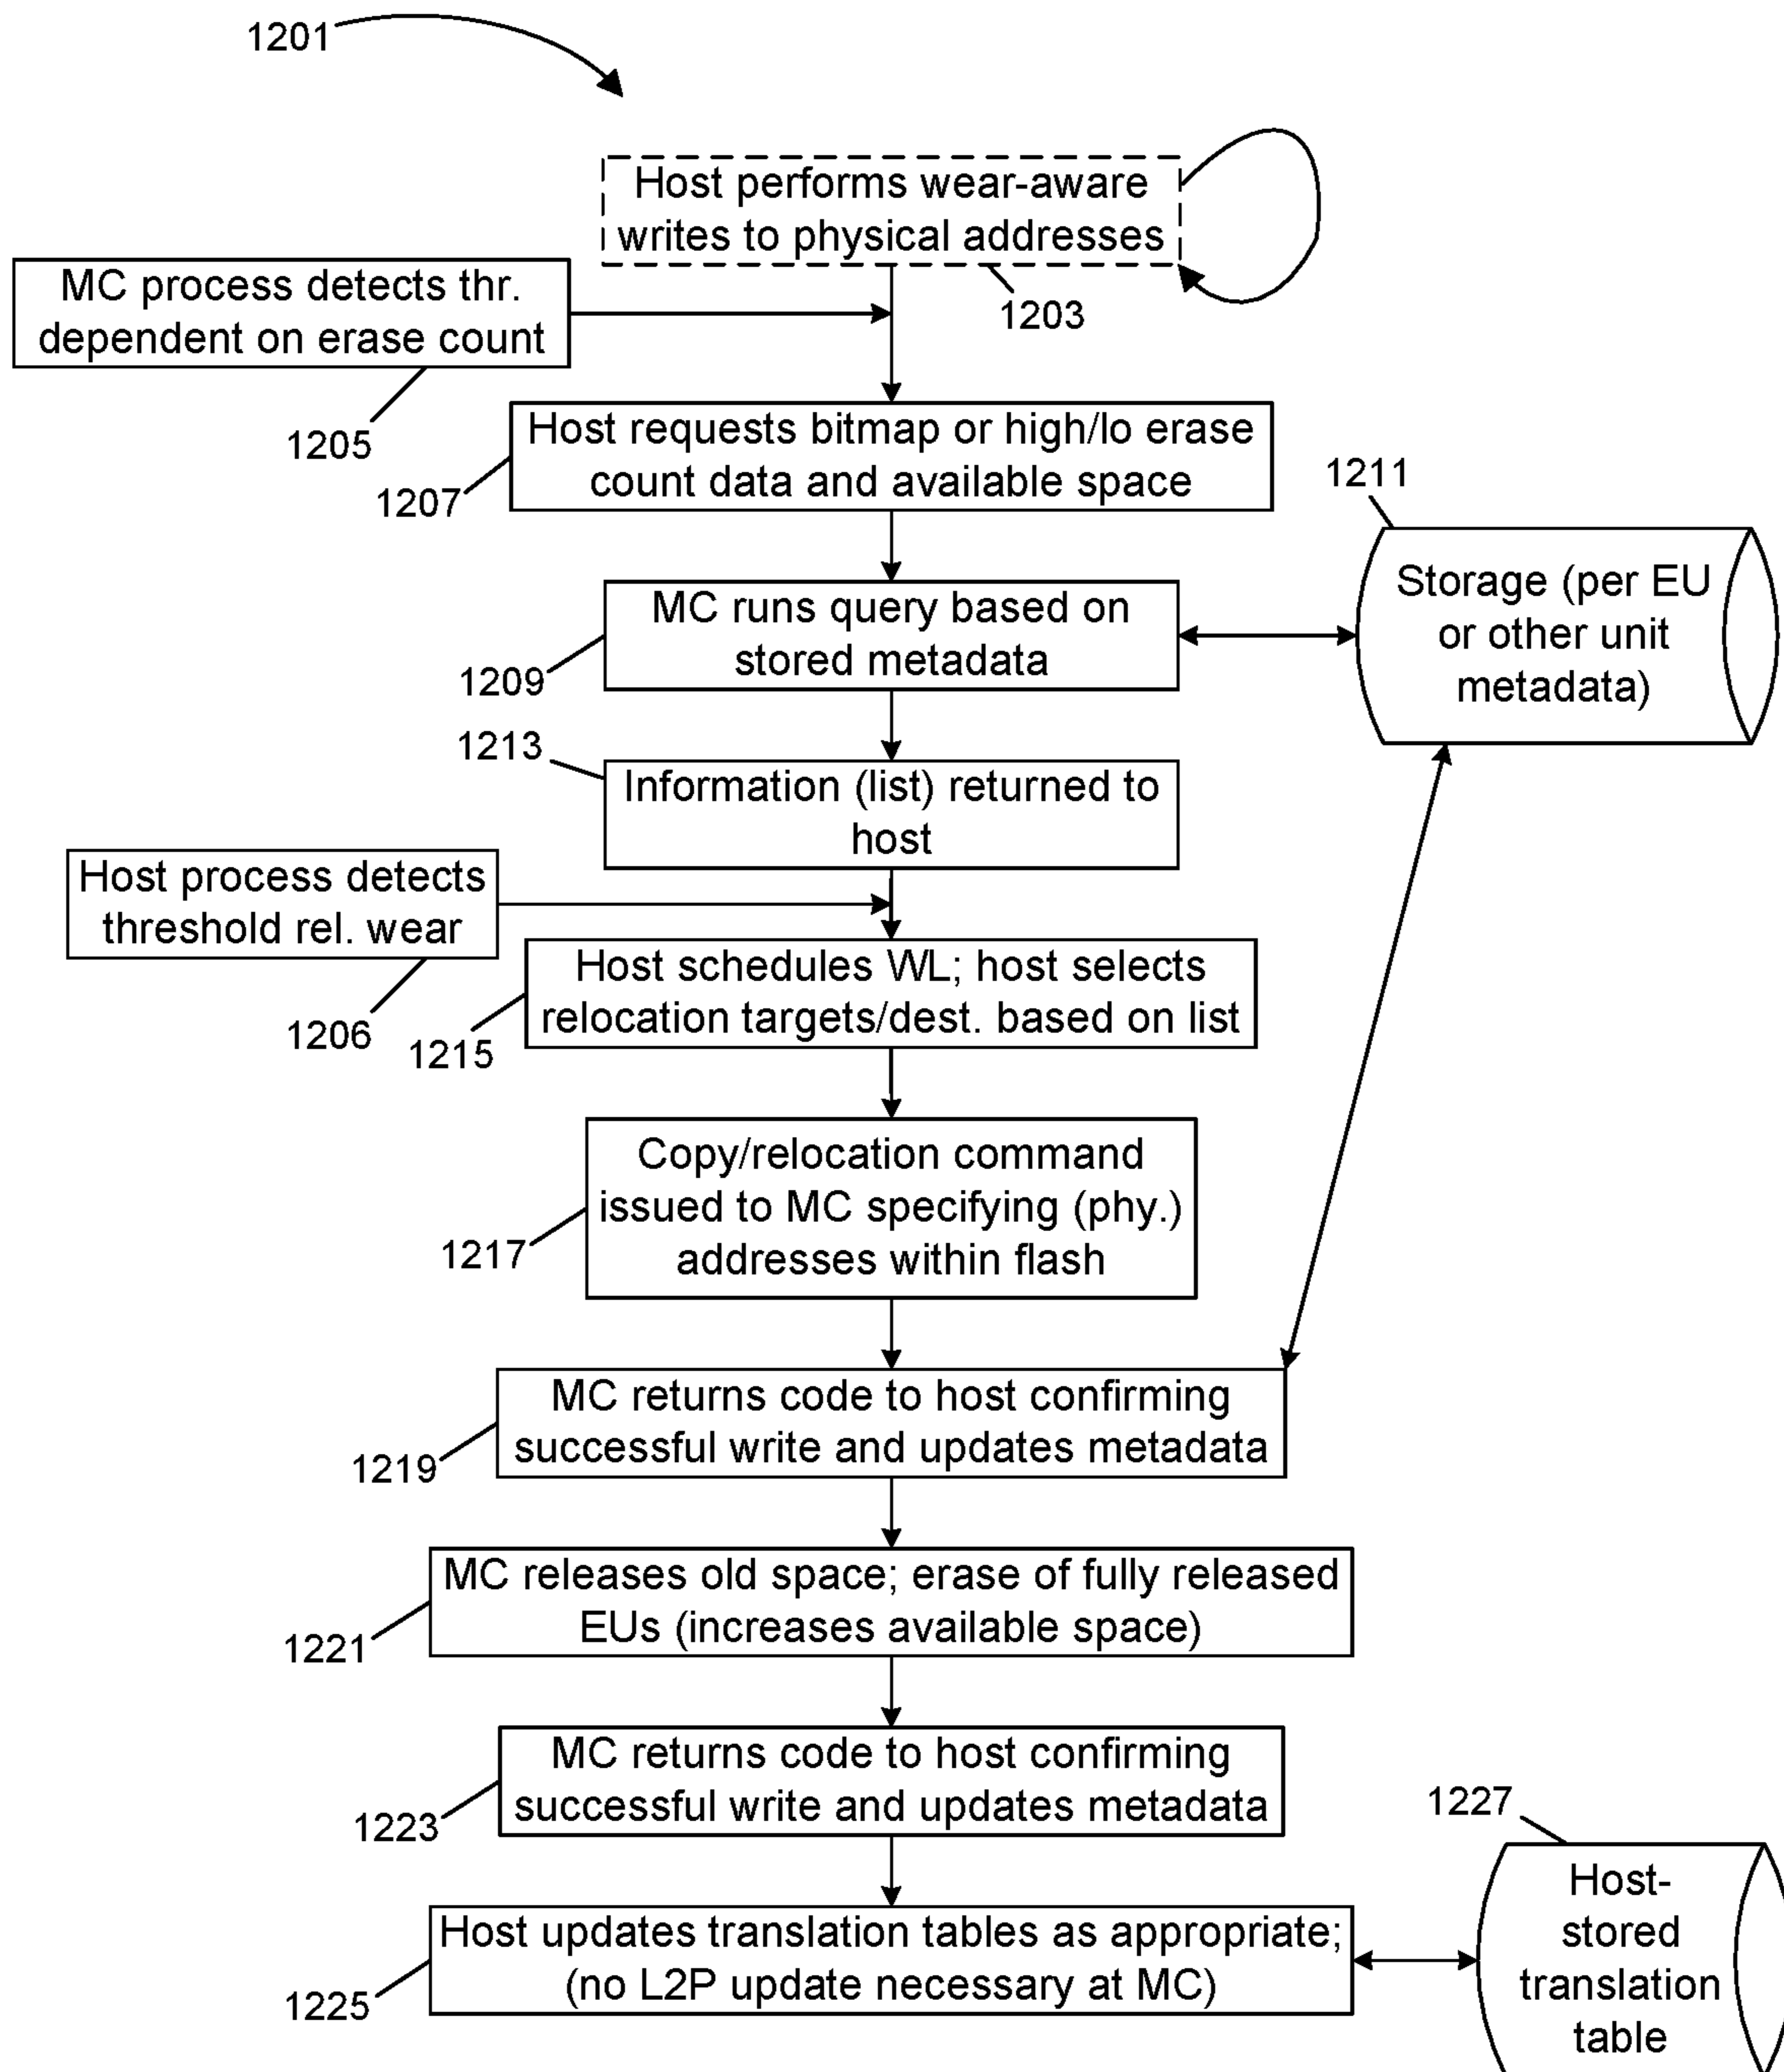 1201
Host performs wear-aware
writes to physical addresses
1203
MC process detects thr.
dependent on erase count
1205
Host requests bitmap or high/lo erase
count data and available space
1207
1211
Storage (per EU
or other unit
metadata)
MC runs query based on
stored metadata
1209
1213
Information (list) returned to
host
Host process detects
threshold rel. wear
1206
Host schedules WL; host selects
relocation targets/dest. based on list
1215
Copy/relocation command
issued to MC specifying (phy.)
addresses within flash
1217
MC returns code to host confirming
successful write and updates metadata
1219
MC releases old space; erase of fully released
EUs (increases available space)
1221
MC returns code to host confirming
successful write and updates metadata
1223
1227
Host-
stored
translation
table
Host updates translation tables as appropriate;
(no L2P update necessary at MC)
1225